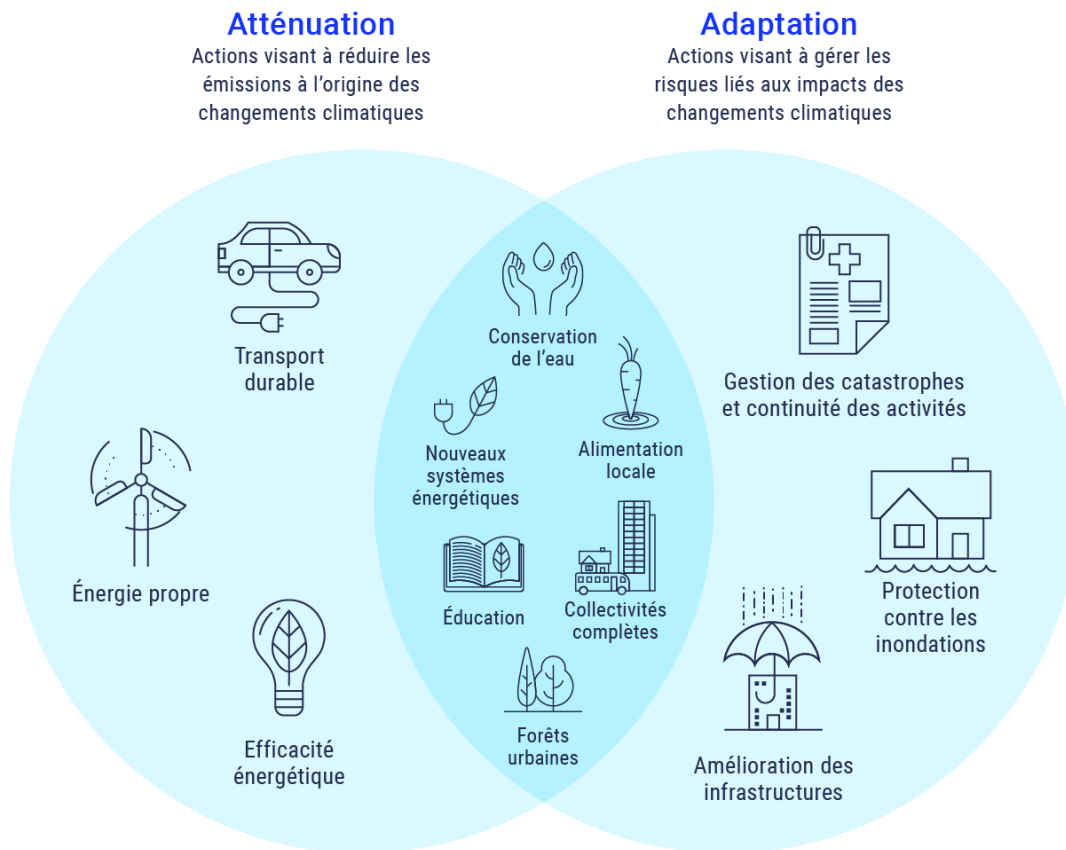 Atténuation
Actions visant à réduire les
émissions à l’origine des
changements climatiques
Adaptation
Actions visant à gérer les
risques liés aux impacts des
changements climatiques
Transport
durable
Énergie propre
Efficacité
énergétique
Conservation
de l’eau
Nouveaux
systèmes
énergétiques
Alimentation
locale
Éducation
Collectivités
complètes
Forêts
urbaines
Gestion des catastrophes
et continuité des activités
Protection
contre les
inondations
Amélioration des
infrastructures